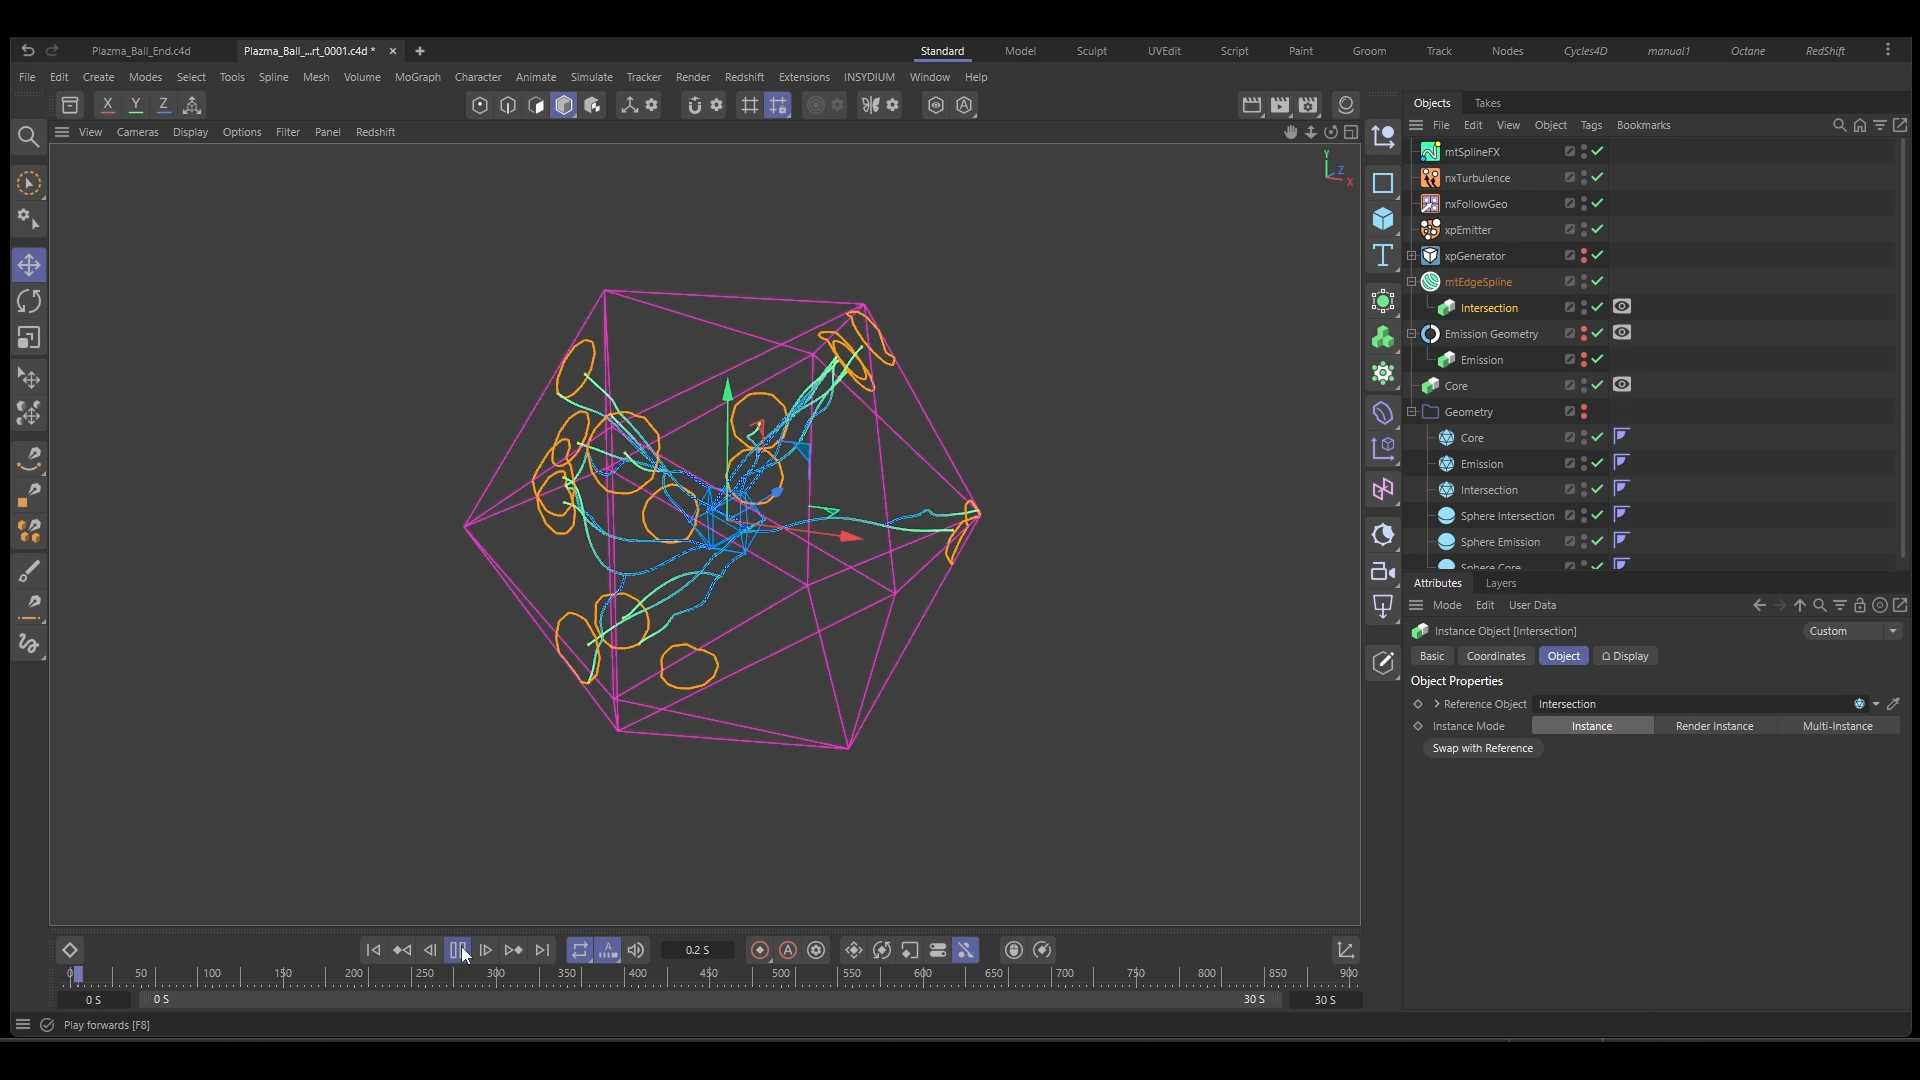 Plazma_Ball_End.c4d
Plazma_Ball_...rt_0001.c4d *
Standard Model Sculpt UVEdit Script Paint Groom Track Nodes Cycles4D manual1 Octane RedShift
File Edit Create Modes Select Tools Spline Mesh Volume MoGraph Character Animate Simulate Tracker Render Redshift Extensions INSYDIUM Window Help
X Y Z
View Cameras Display Options Filter Panel Redshift
Y
Z
X
Objects Takes
File Edit View Object Tags Bookmarks
mtSplineFX
nxTurbulence
nxFollowGeo
xpEmitter
xpGenerator
mtEdgeSpline
Intersection
Emission Geometry
Emission
Core
Geometry
Core
Emission
Intersection
Sphere Intersection
Sphere Emission
Sphere Core
Attributes Layers
Mode Edit User Data
Instance Object [Intersection]
Custom
Basic Coordinates Object Display
Object Properties
Reference Object Intersection
Instance Mode Instance Render Instance Multi-Instance
Swap with Reference
0.2 S
0 50 100 150 200 250 300 350 400 450 500 550 600 650 700 750 800 850 900
0 S 0 S 30 S 30 S
Play forwards [F8]